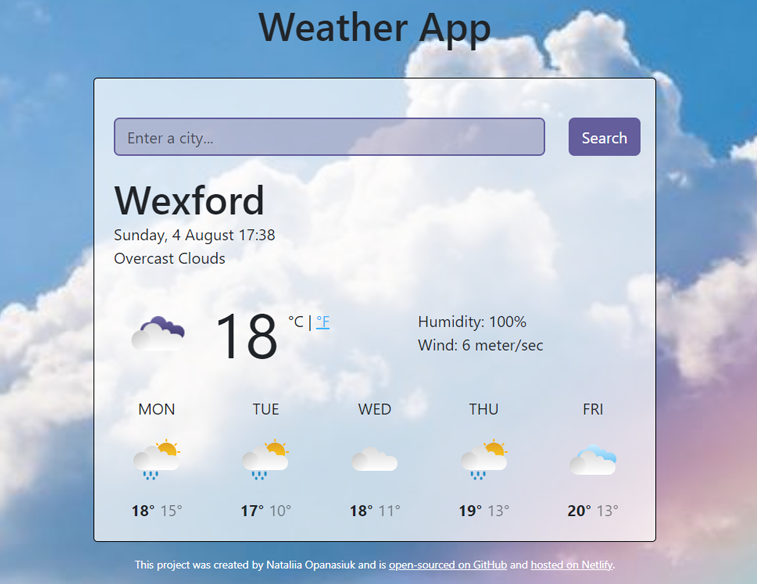 Weather App
Enter a city...
Search
Wexford
Sunday, 4 August 17:38
Overcast Clouds
18 °C | °F
Humidity: 100%
Wind: 6 meter/sec
MON TUE WED THU FRI
18° 15° 17° 10° 18° 11° 19° 13° 20° 13°
This project was created by Nataliia Opanasiuk and is open-sourced on GitHub and hosted on Netlify.